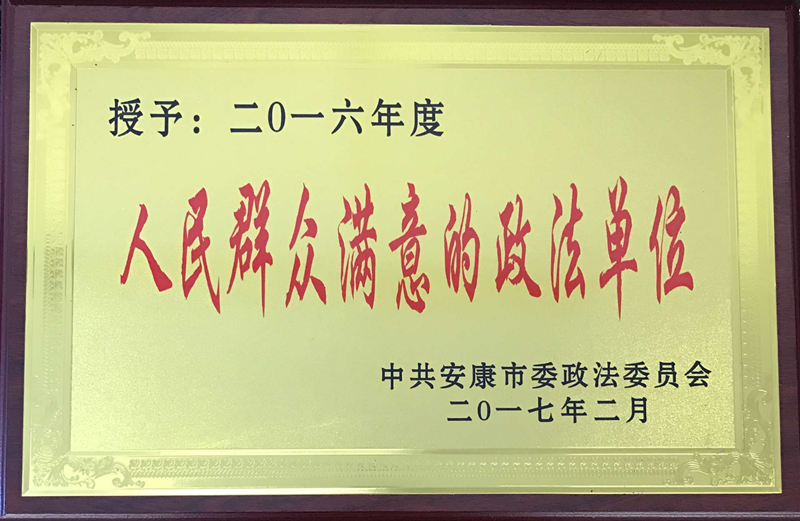 授予：二0一六年度
人民群众满意的政法单位
中共安康市委政法委员会
二0一七年二月